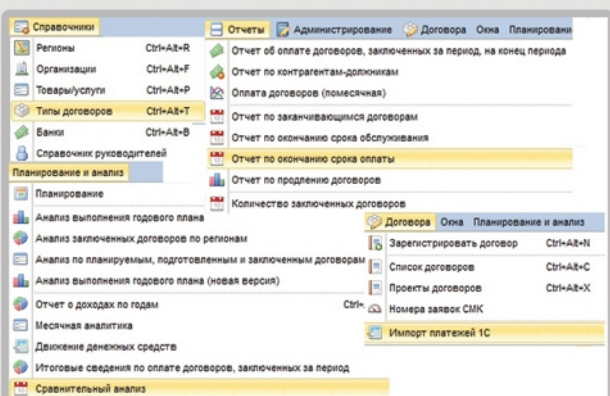 Справочники
Регионы Ctrl+Alt+R
Организации Ctrl+Alt+F
Товары/услуги Ctrl+Alt+P
Типы договоров Ctrl+Alt+T
Банки Ctrl+Alt+B
Справочник руководителей
Отчеты Администрирование Договора Окна Планировани
Отчет об оплате договоров, заключенных за период, на конец периода
Отчет по контрагентам-должникам
Оплата договоров (помесячная)
Отчет по заканчивающимся договорам
Отчет по окончанию срока обслуживания
Отчет по окончанию срока оплаты
Отчет по продлению договоров
Количество заключенных договоров
Планирование и анализ
Планирование
Анализ выполнения годового плана
Анализ заключенных договоров по регионам
Анализ по планируемым, подготовленным и заключенным договорам
Анализ выполнения годового плана (новая версия)
Отчет о доходах по годам Ctrl+
Месячная аналитика
Движение денежных средств
Итоговые сведения по оплате договоров, заключенных за период
Сравнительный анализ
Договора Окна Планирование и анализ
Зарегистрировать договор Ctrl+Alt+N
Список договоров Ctrl+Alt+C
Проекты договоров Ctrl+Alt+X
Номера заявок СМК
Импорт платежей 1С